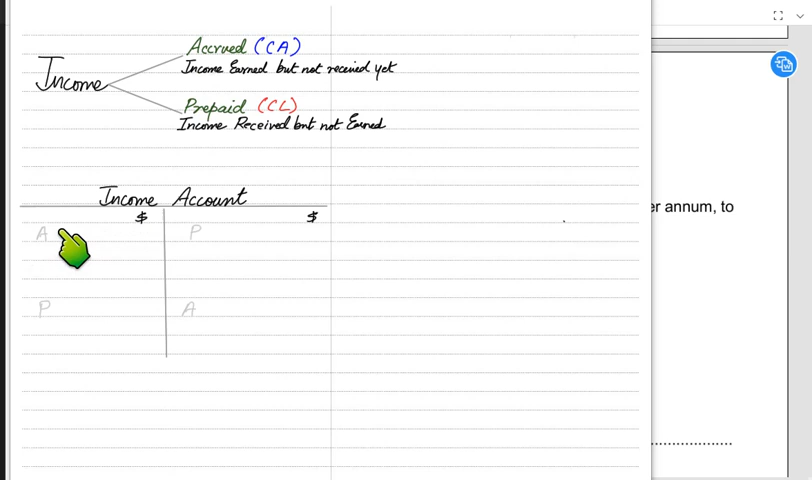 Accrued (CA)
Income Earned but not received yet
Income
Prepaid (CL)
Income Received but not Earned
Income Account
$ $
A P
P A
er annum, to
....................